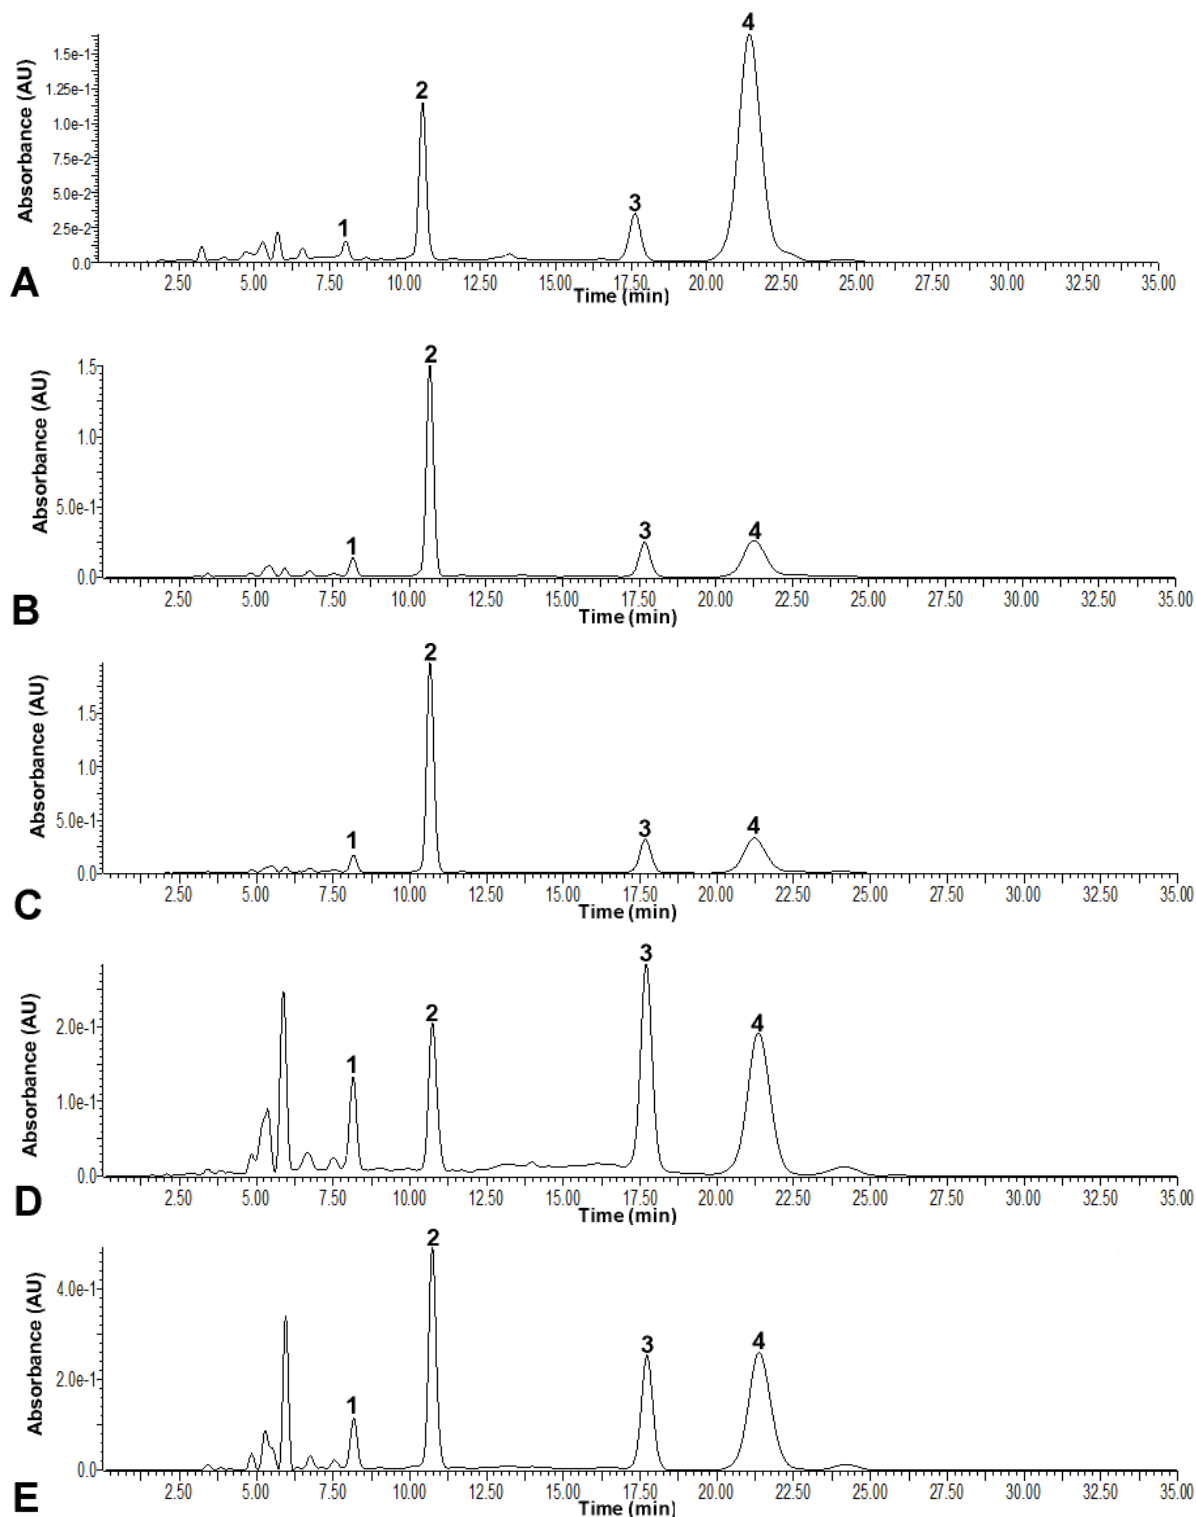 4
1.5e-1
2
1.25e-1
1.0e-1
7.5e-2
Absorbance (AU)
5.0e-2
3
1
2.5e-2
0.0
2.50 5.00 7.50 10.00 12.50 15.00 17.50 20.00 22.50 25.00 27.50 30.00 32.50 35.00
A
Time (min)
2
1.5
1.0
Absorbance (AU)
5.0e-1
1 3 4
0.0
2.50 5.00 7.50 10.00 12.50 15.00 17.50 20.00 22.50 25.00 27.50 30.00 32.50 35.00
B
Time (min)
2
1.5
1.0
Absorbance (AU)
5.0e-1
1 3 4
0.0
2.50 5.00 7.50 10.00 12.50 15.00 17.50 20.00 22.50 25.00 27.50 30.00 32.50 35.00
C
Time (min)
3
2 4
2.0e-1
1
1.0e-1
Absorbance (AU)
0.0
2.50 5.00 7.50 10.00 12.50 15.00 17.50 20.00 22.50 25.00 27.50 30.00 32.50 35.00
D
Time (min)
2
4.0e-1
3 4
2.0e-1
1
Absorbance (AU)
0.0
2.50 5.00 7.50 10.00 12.50 15.00 17.50 20.00 22.50 25.00 27.50 30.00 32.50 35.00
E
Time (min)